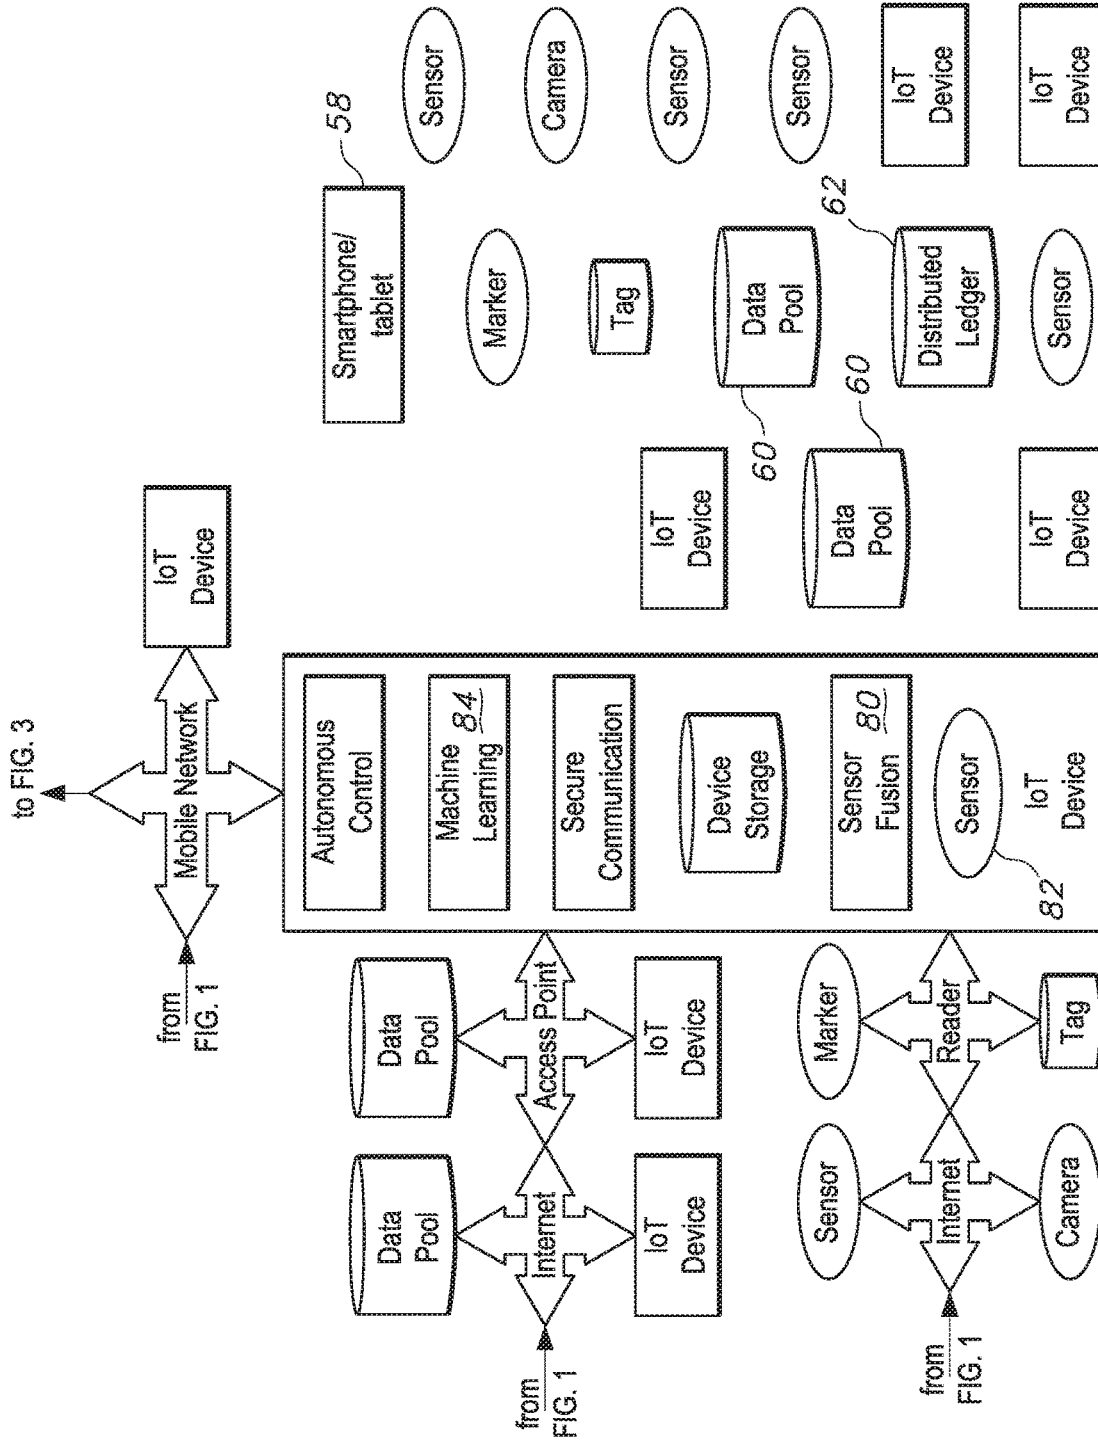 to FIG. 3
from
FIG. 1
Mobile Network
IoT
Device
from
FIG. 1
Internet
Data
Pool
IoT
Device
Access Point
Data
Pool
IoT
Device
from
FIG. 1
Internet
Sensor
Camera
Reader
Marker
Tag
Autonomous
Control
Machine
Learning
84
Secure
Communication
Device
Storage
Sensor
Fusion
80
Sensor
82
IoT
Device
IoT
Device
Data
Pool
60
IoT
Device
Smartphone/
tablet
58
Marker
Tag
Data
Pool
60
Distributed
Ledger
62
Sensor
Sensor
Camera
Sensor
Sensor
IoT
Device
IoT
Device